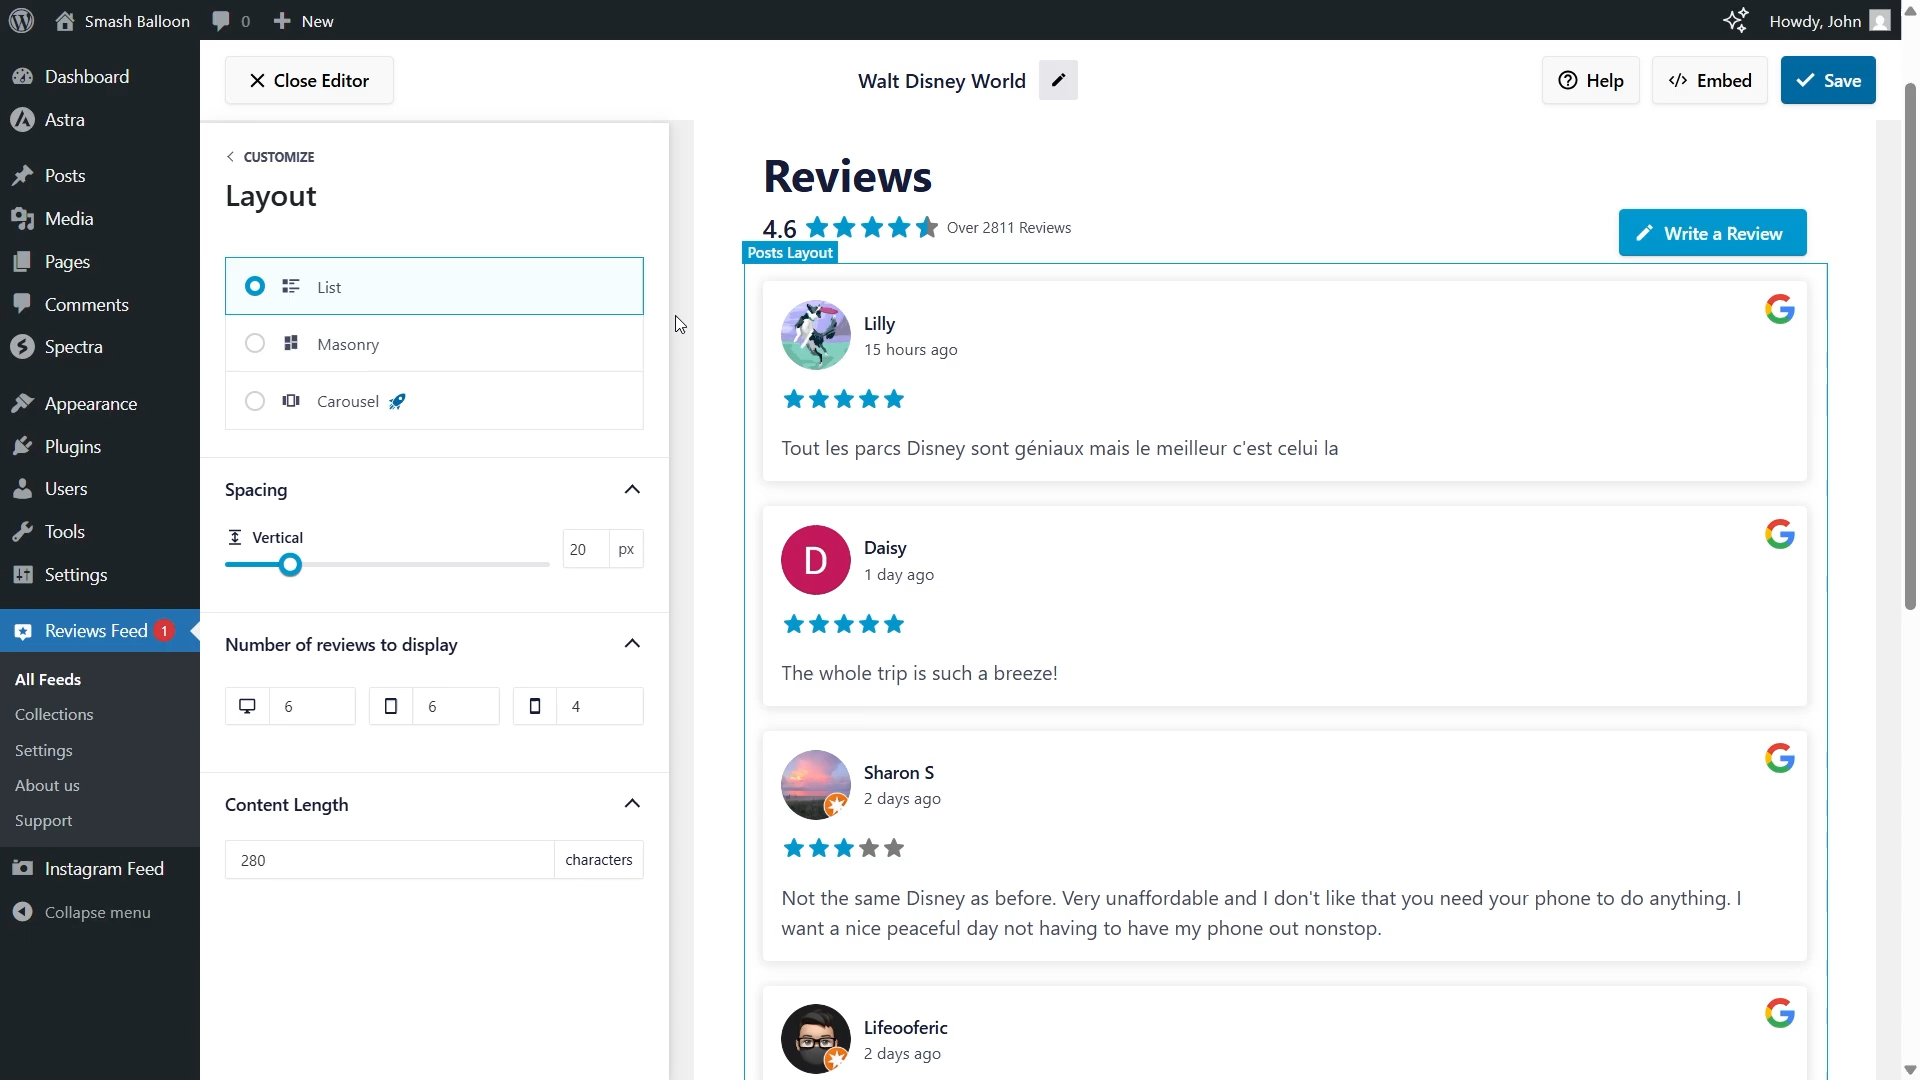 Smash Balloon 0 New Howdy, John
Dashboard
Astra
Posts
Media
Pages
Comments
Spectra
Appearance
Plugins
Users
Tools
Settings
Reviews Feed 1
All Feeds
Collections
Settings
About us
Support
Instagram Feed
Collapse menu
Close Editor
Walt Disney World
Help
Embed
Save
CUSTOMIZE
Layout
List
Masonry
Carousel
Spacing
Vertical
20 px
Number of reviews to display
6 6 4
Content Length
280 characters
Reviews
4.6 Over 2811 Reviews
Write a Review
Posts Layout
Lilly
15 hours ago
Tout les parcs Disney sont géniaux mais le meilleur c'est celui la
D
Daisy
1 day ago
The whole trip is such a breeze!
Sharon S
2 days ago
Not the same Disney as before. Very unaffordable and I don't like that you need your phone to do anything. I
want a nice peaceful day not having to have my phone out nonstop.
Lifeooferic
2 days ago